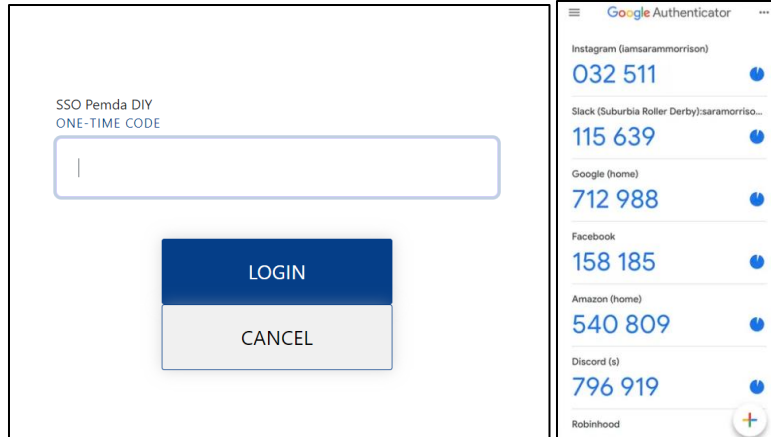 SSO Pemda DIY
ONE-TIME CODE
LOGIN
CANCEL
Google Authenticator
Instagram (iamsarammorrison)
032 511
Slack (Suburbia Roller Derby):saramorriso...
115 639
Google (home)
712 988
Facebook
158 185
Amazon (home)
540 809
Discord (s)
796 919
Robinhood